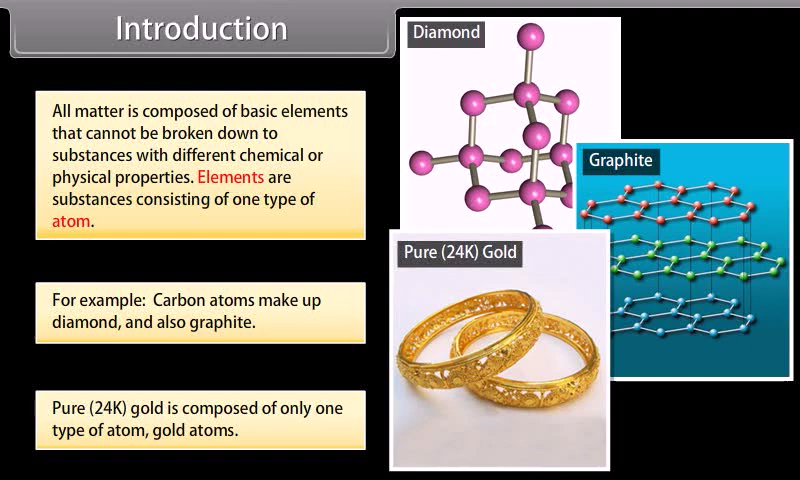 Introduction
All matter is composed of basic elements
that cannot be broken down to
substances with different chemical or
physical properties. Elements are
substances consisting of one type of
atom.
For example:  Carbon atoms make up
diamond, and also graphite.
Pure (24K) gold is composed of only one
type of atom, gold atoms.
Diamond
Graphite
Pure (24K) Gold